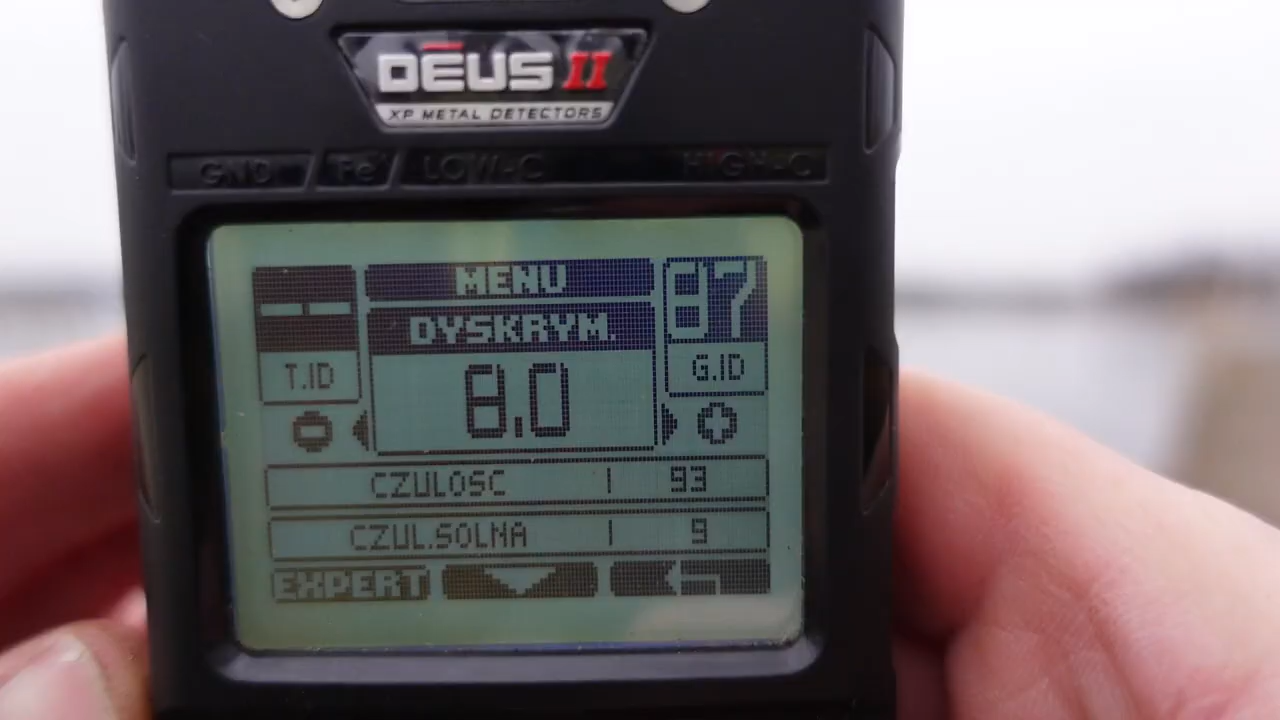 DĒUS II
XP METAL DETECTORS
GND Fe LOW-C HIGH-C
MENU
87
DYSKRYM.
T.ID
8.0
G.ID
CZULOSC | 93
CZUL.SOLNA | 9
EXPERT